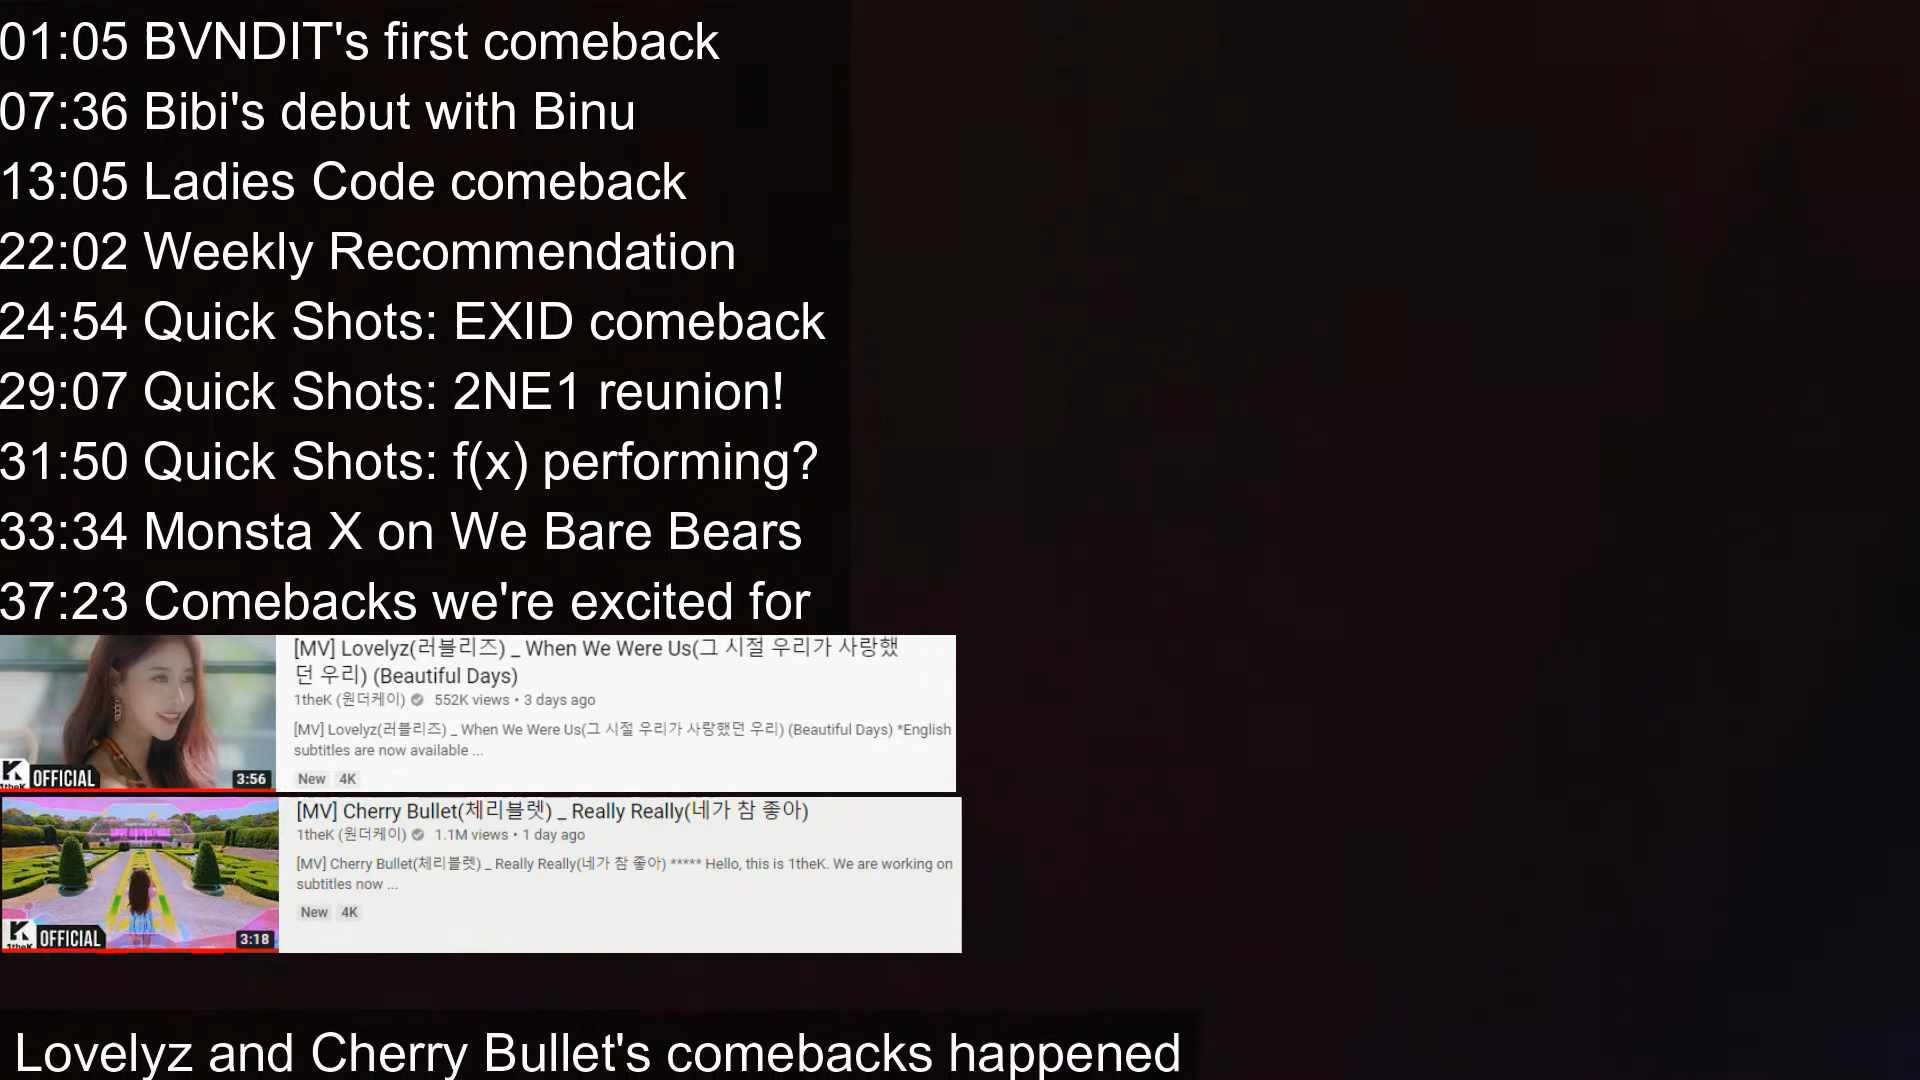 01:05 BVNDIT's first comeback
07:36 Bibi's debut with Binu
13:05 Ladies Code comeback
22:02 Weekly Recommendation
24:54 Quick Shots: EXID comeback
29:07 Quick Shots: 2NE1 reunion!
31:50 Quick Shots: f(x) performing?
33:34 Monsta X on We Bare Bears
37:23 Comebacks we're excited for
[MV] Lovelyz(러블리즈) _ When We Were Us(그 시절 우리가 사랑했
던 우리) (Beautiful Days)
1theK (원더케이) 552K views • 3 days ago
[MV] Lovelyz(러블리즈) _ When We Were Us(그 시절 우리가 사랑했던 우리) (Beautiful Days) *English
subtitles are now available ...
New 4K
K OFFICIAL
1theK
3:56
[MV] Cherry Bullet(체리블렛) _ Really Really(네가 참 좋아)
1theK (원더케이) 1.1M views • 1 day ago
[MV] Cherry Bullet(체리블렛) _ Really Really(네가 참 좋아) ***** Hello, this is 1theK. We are working on
subtitles now ...
New 4K
K OFFICIAL
1theK
3:18
Lovelyz and Cherry Bullet's comebacks happened